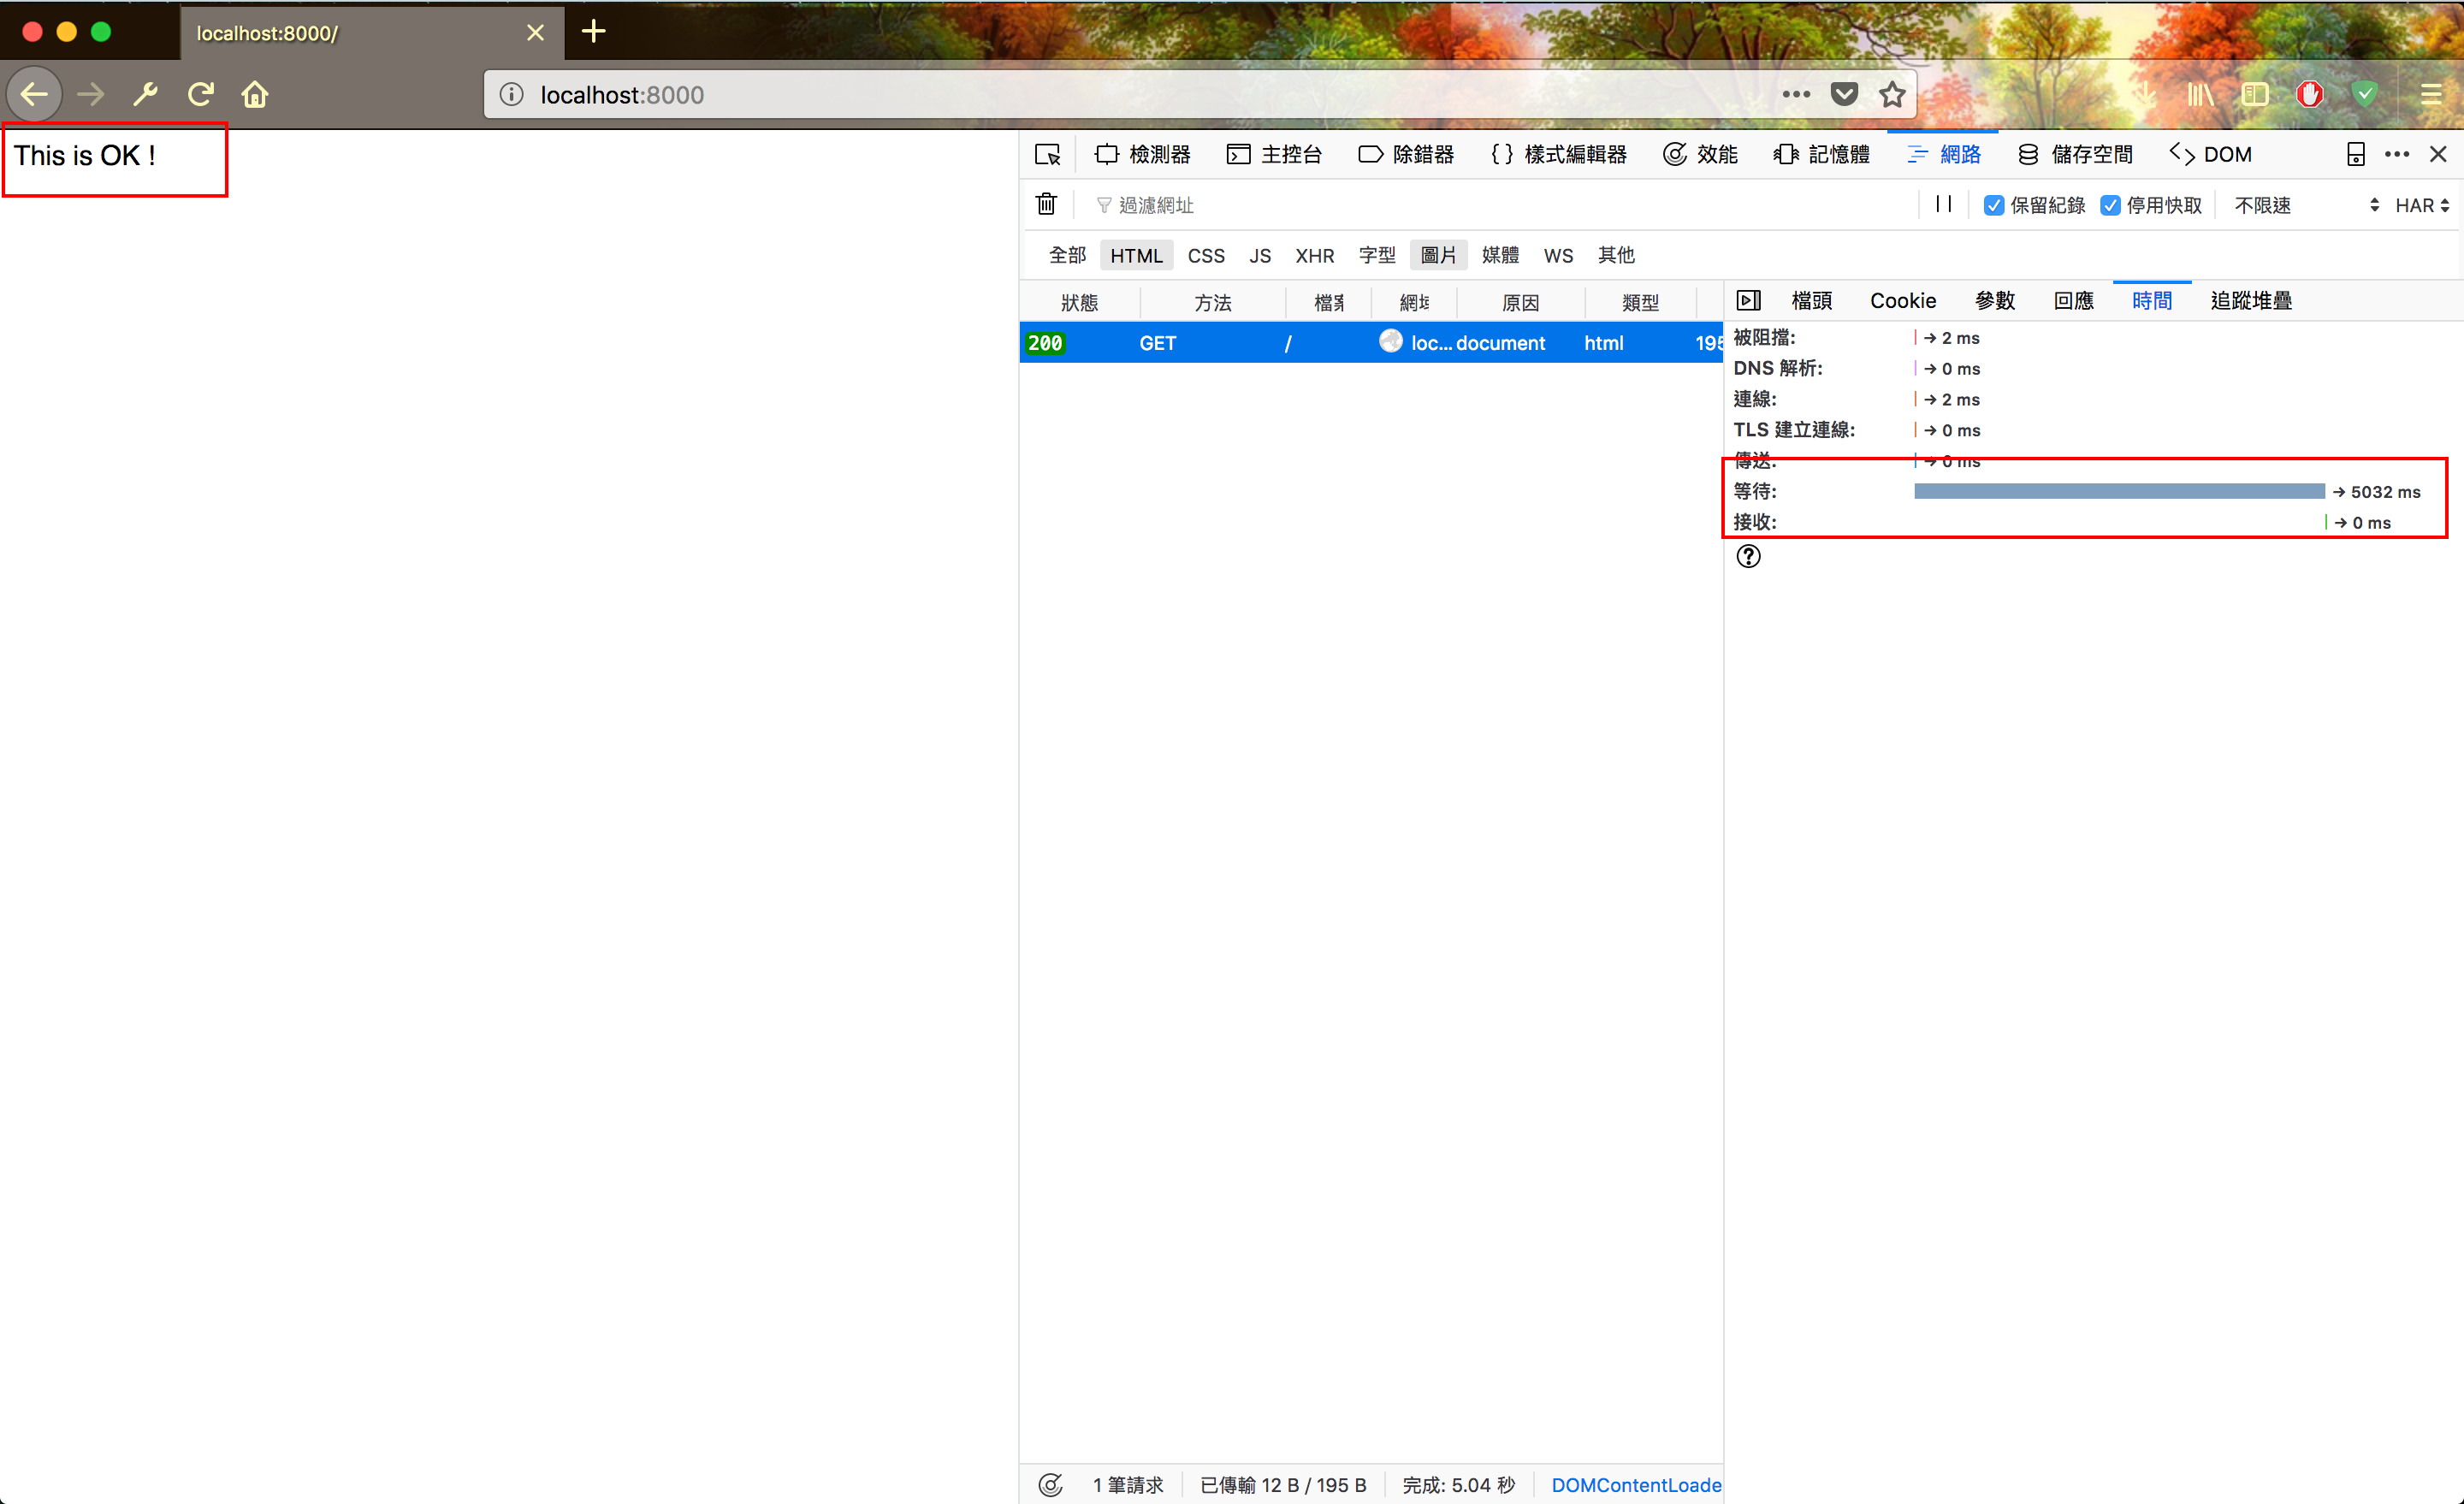 localhost:8000/
localhost:8000
This is OK !
檢測器 主控台 除錯器 樣式編輯器 效能 記憶體 網路 儲存空間 DOM
過濾網址 保留紀錄 停用快取 不限速 HAR
全部 HTML CSS JS XHR 字型 圖片 媒體 WS 其他
狀態 方法 檔案 網域 原因 類型
200 GET / loc... document html 195
檔頭 Cookie 參數 回應 時間 追蹤堆疊
被阻擋: → 2 ms
DNS 解析: → 0 ms
連線: → 2 ms
TLS 建立連線: → 0 ms
傳送: → 0 ms
等待: → 5032 ms
接收: → 0 ms
1 筆請求 已傳輸 12 B / 195 B 完成: 5.04 秒 DOMContentLoade